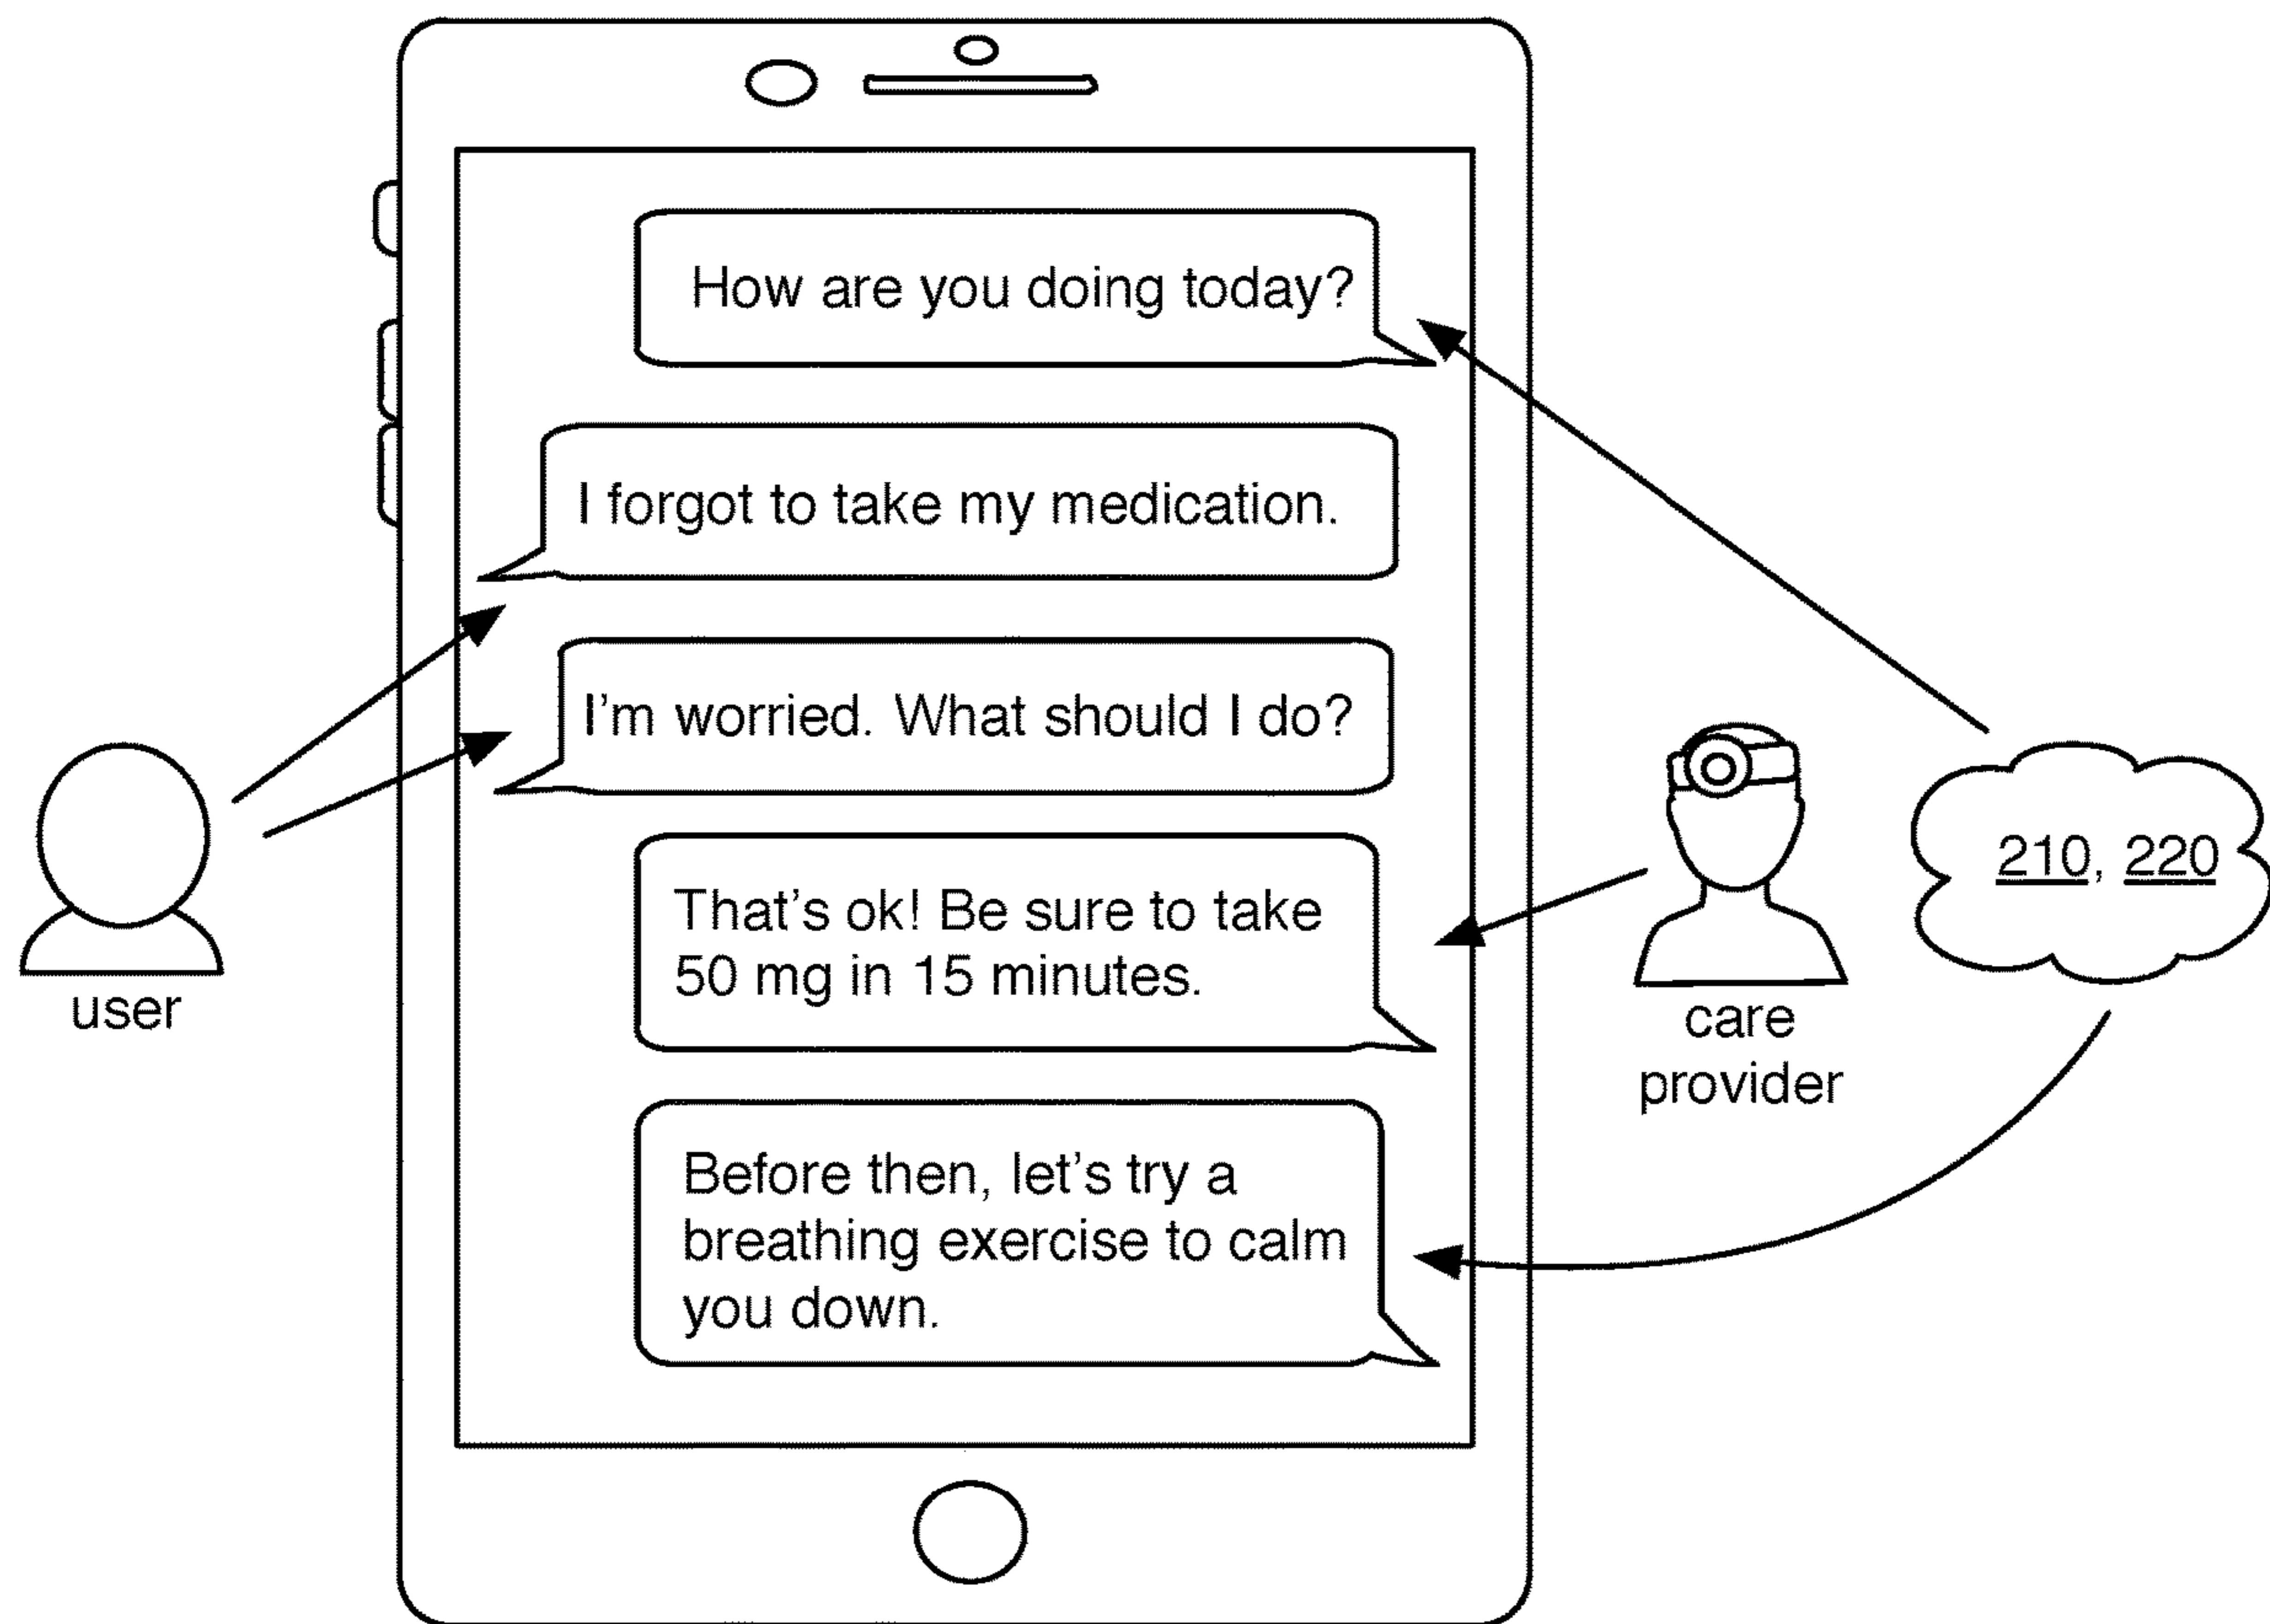 How are you doing today?
I forgot to take my medication.
I'm worried. What should I do?
That's ok! Be sure to take
50 mg in 15 minutes.
Before then, let's try a
breathing exercise to calm
you down.
user
care
provider
210, 220